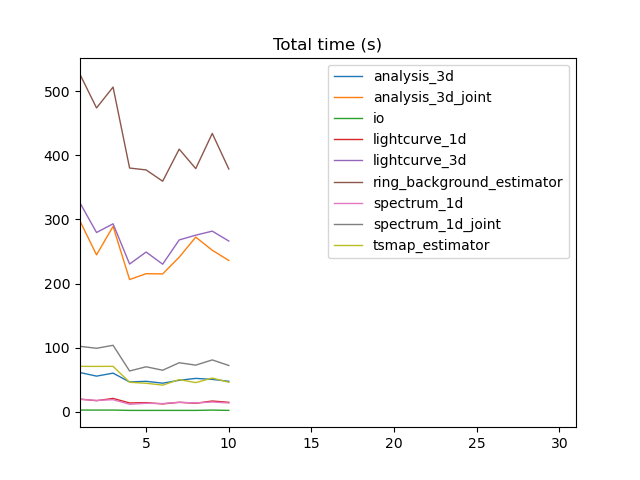 Total time (s)
500
400
300
200
100
0
analysis_3d
analysis_3d_joint
io
lightcurve_1d
lightcurve_3d
ring_background_estimator
spectrum_1d
spectrum_1d_joint
tsmap_estimator
5 10 15 20 25 30